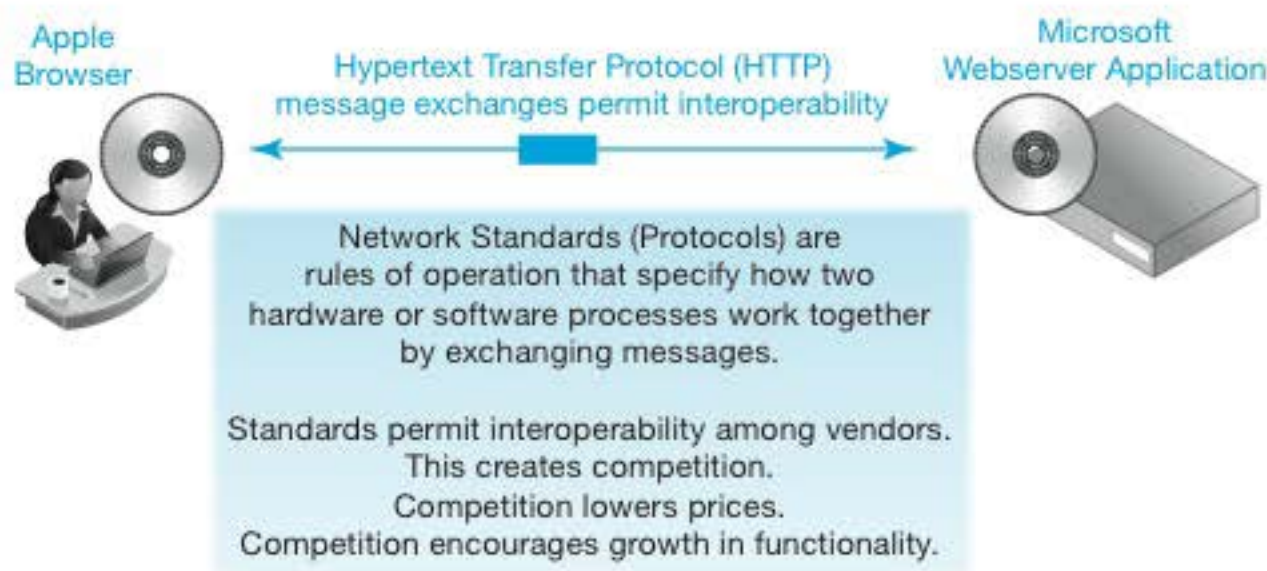 Apple
Browser
Hypertext Transfer Protocol (HTTP)
message exchanges permit interoperability
Microsoft
Webserver Application
Network Standards (Protocols) are
rules of operation that specify how two
hardware or software processes work together
by exchanging messages.
Standards permit interoperability among vendors.
This creates competition.
Competition lowers prices.
Competition encourages growth in functionality.